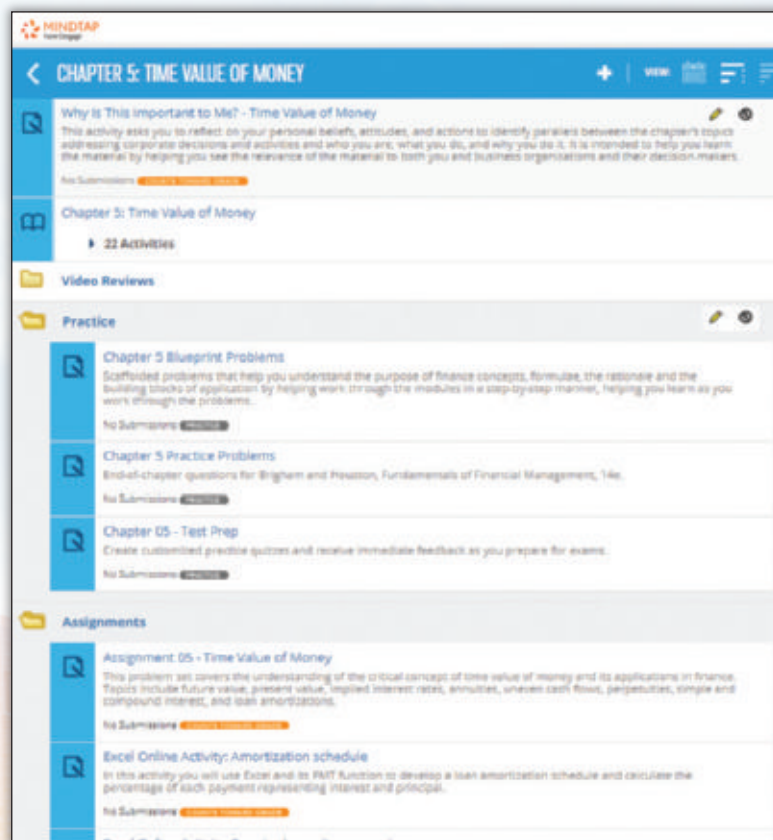 MINDTAP
CHAPTER 5: TIME VALUE OF MONEY
VIEW:
Why Is This Important to Me? - Time Value of Money
This activity asks you to reflect on your personal beliefs, attitudes, and actions to identify parallels between the chapter's topics
addressing corporate decisions and activities and who you are, what you do, and why you do it. It is intended to help you learn
the material by helping you see the relevance of the material to both you and business organizations and their decision-makers.
No Submissions COUNTS TOWARD GRADE
Chapter 5: Time Value of Money
22 Activities
Video Reviews
Practice
Chapter 5 Blueprint Problems
Scaffolded problems that help you understand the purpose of finance concepts, formulae, the rationale and the
building blocks of application by helping work through the modules in a step-by-step manner, helping you learn as you
work through the problems.
No Submissions PRACTICE
Chapter 5 Practice Problems
End-of-chapter questions for Brigham and Houston, Fundamentals of Financial Management, 14e.
No Submissions PRACTICE
Chapter 05 - Test Prep
Create customized practice quizzes and receive immediate feedback as you prepare for exams.
No Submissions PRACTICE
Assignments
Assignment 05 - Time Value of Money
This problem set covers the understanding of the critical concept of time value of money and its applications in finance.
Topics include future value, present value, implied interest rates, annuities, uneven cash flows, perpetuities, simple and
compound interest, and loan amortizations.
No Submissions COUNTS TOWARD GRADE
Excel Online Activity: Amortization schedule
In this activity you will use Excel and its PMT function to develop a loan amortization schedule and calculate the
percentage of each payment representing interest and principal.
No Submissions COUNTS TOWARD GRADE